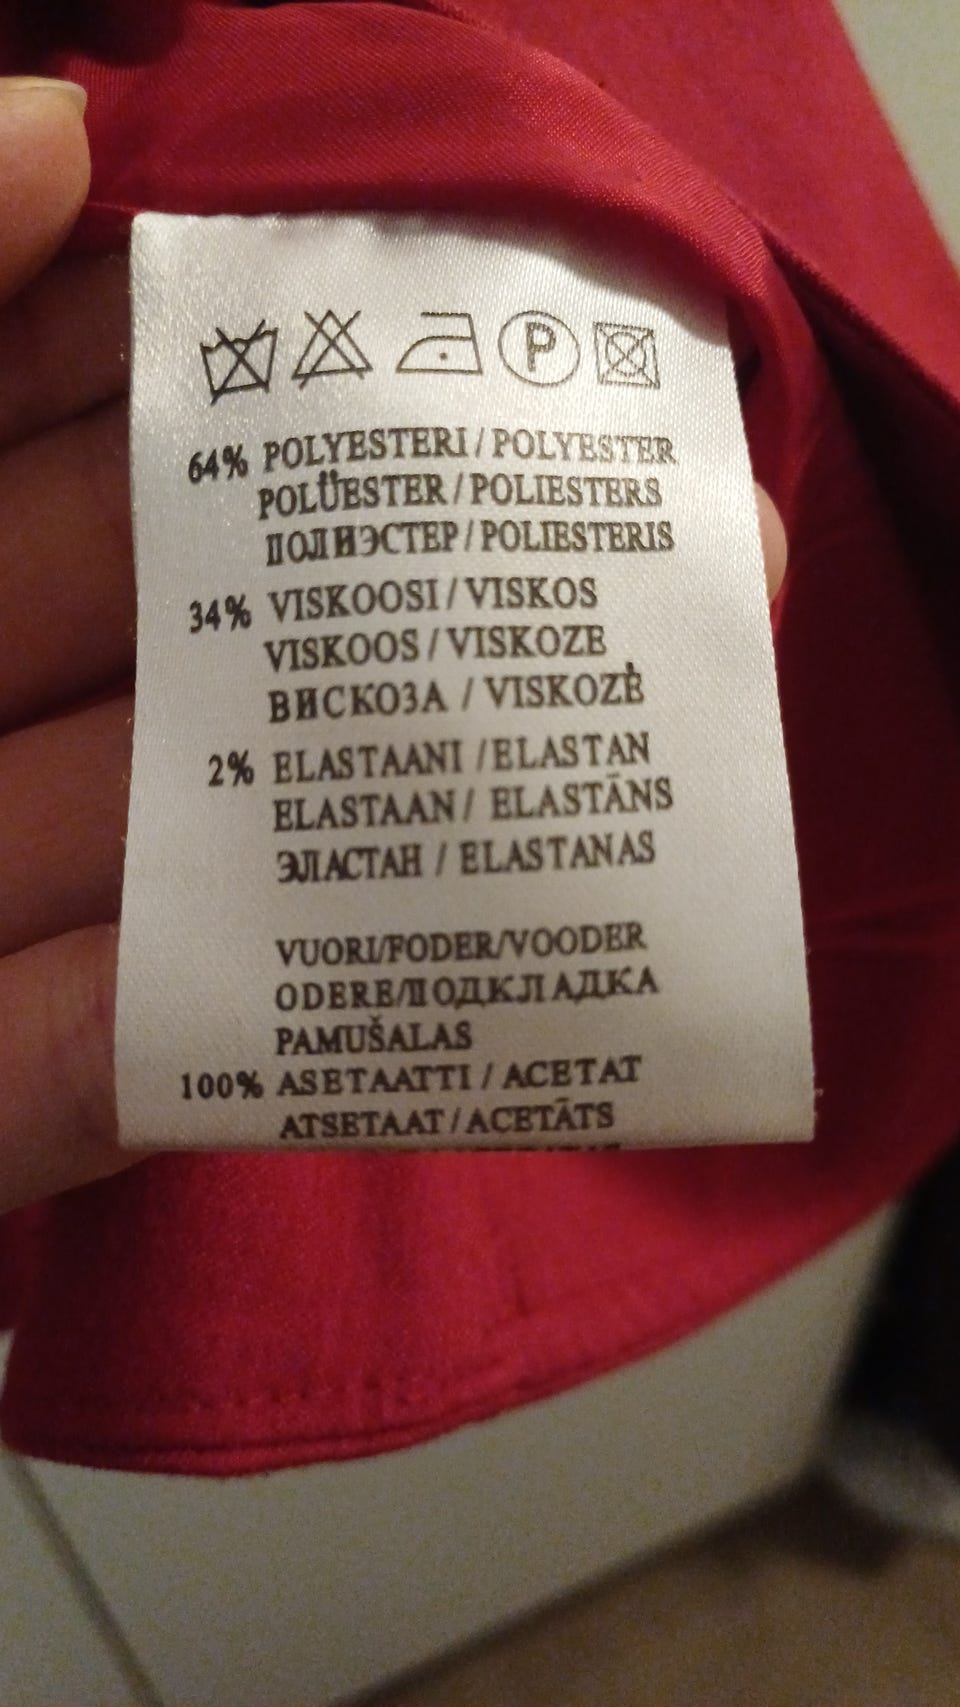 P
64% POLYESTERI / POLYESTER
POLÜESTER / POLIESTERS
ПОЛИЭСТЕР / POLIESTERIS
34% VISKOOSI / VISKOS
VISKOOS / VISKOZE
ВИСКОЗА / VISKOZĖ
2% ELASTAANI / ELASTAN
ELASTAAN / ELASTĀNS
ЭЛАСТАН / ELASTANAS
VUORI/FODER/VOODER
ODERE/ПОДКЛАДКА
PAMUŠALAS
100% ASETAATTI / ACETAT
ATSETAAT / ACETĀTS